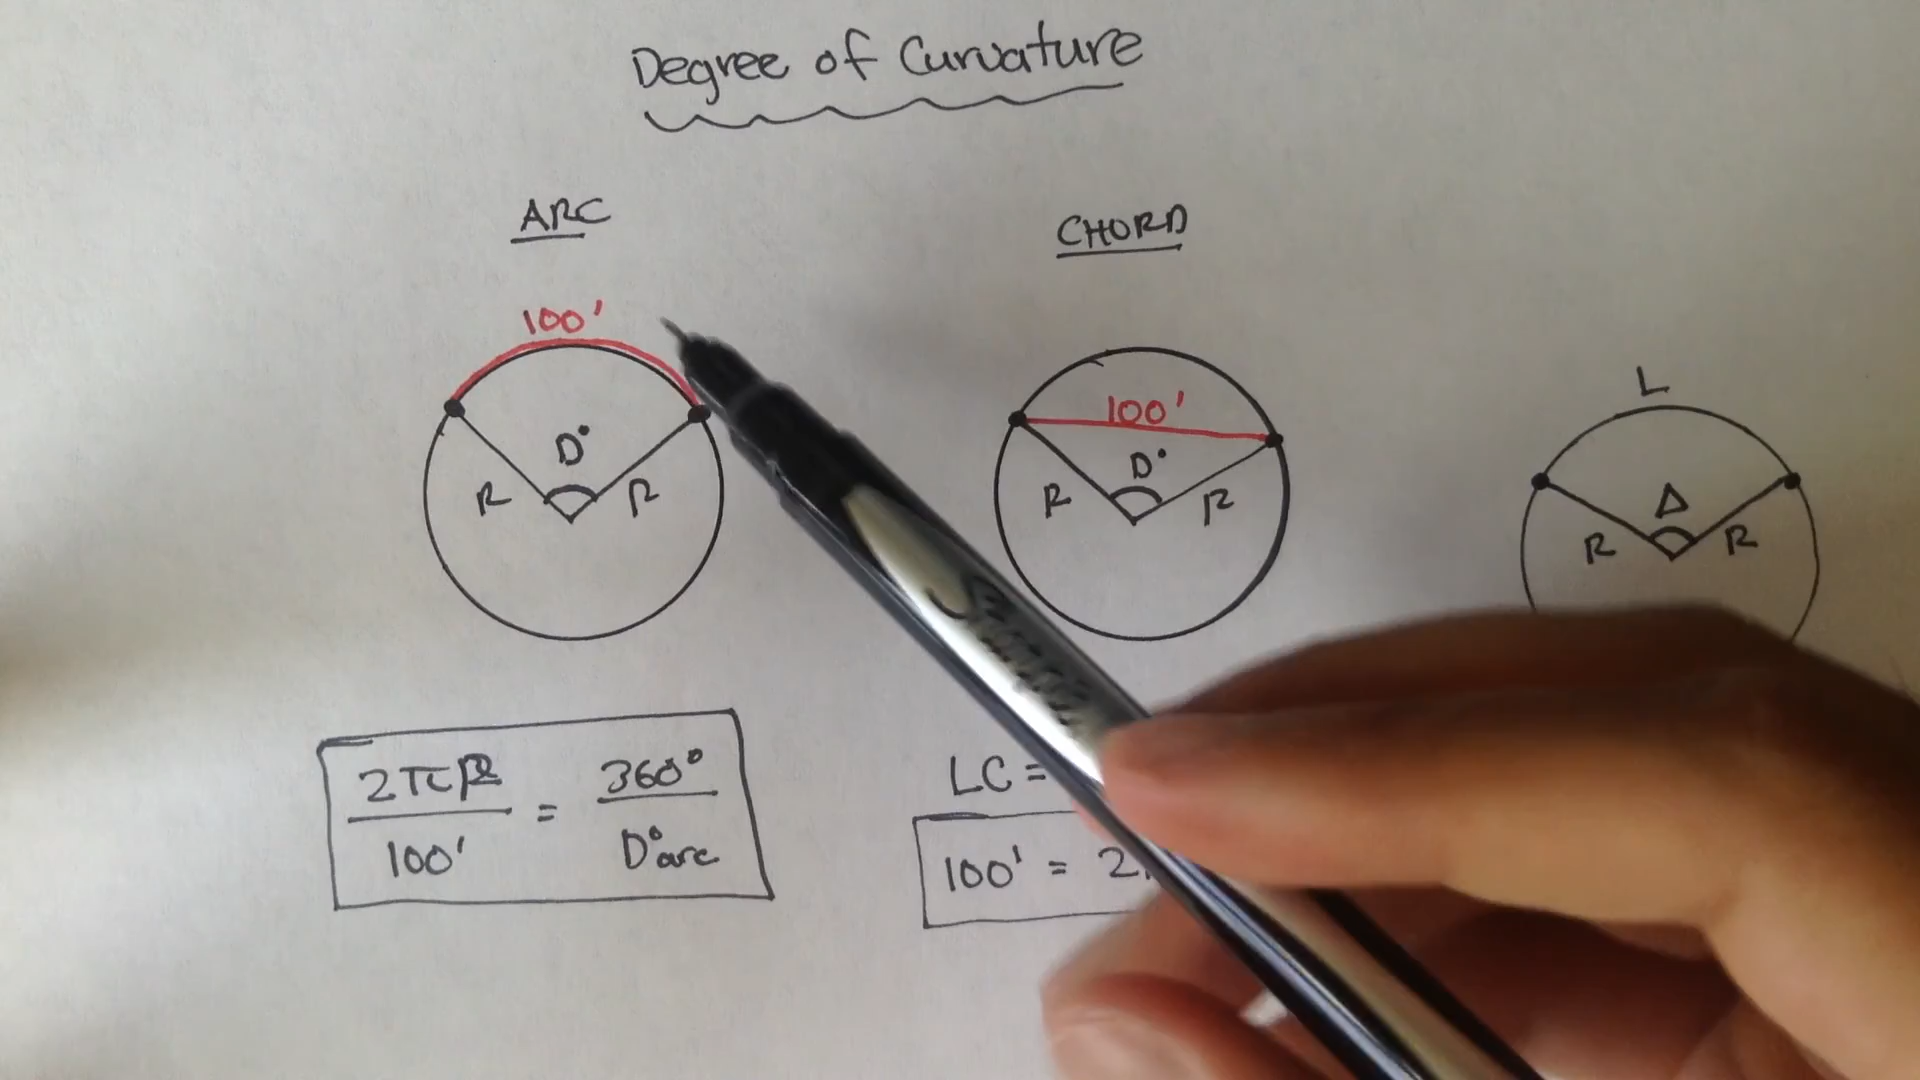 Degree of Curvature
ARC
CHORD
100'
D°
R R
100'
D°
R R
L
Δ
R R
2πR / 100' = 360° / D°arc
LC =
100' = 2